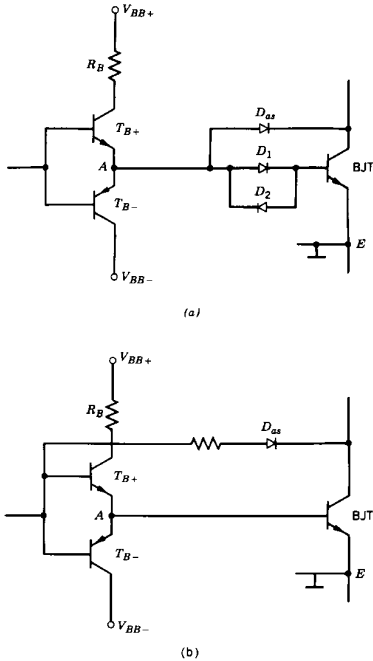 V_BB+
R_B
T_B+
A
T_B−
V_BB−
D_as
D_1
D_2
BJT
E
(a)
V_BB+
R_B
D_as
T_B+
A
T_B−
BJT
E
V_BB−
(b)